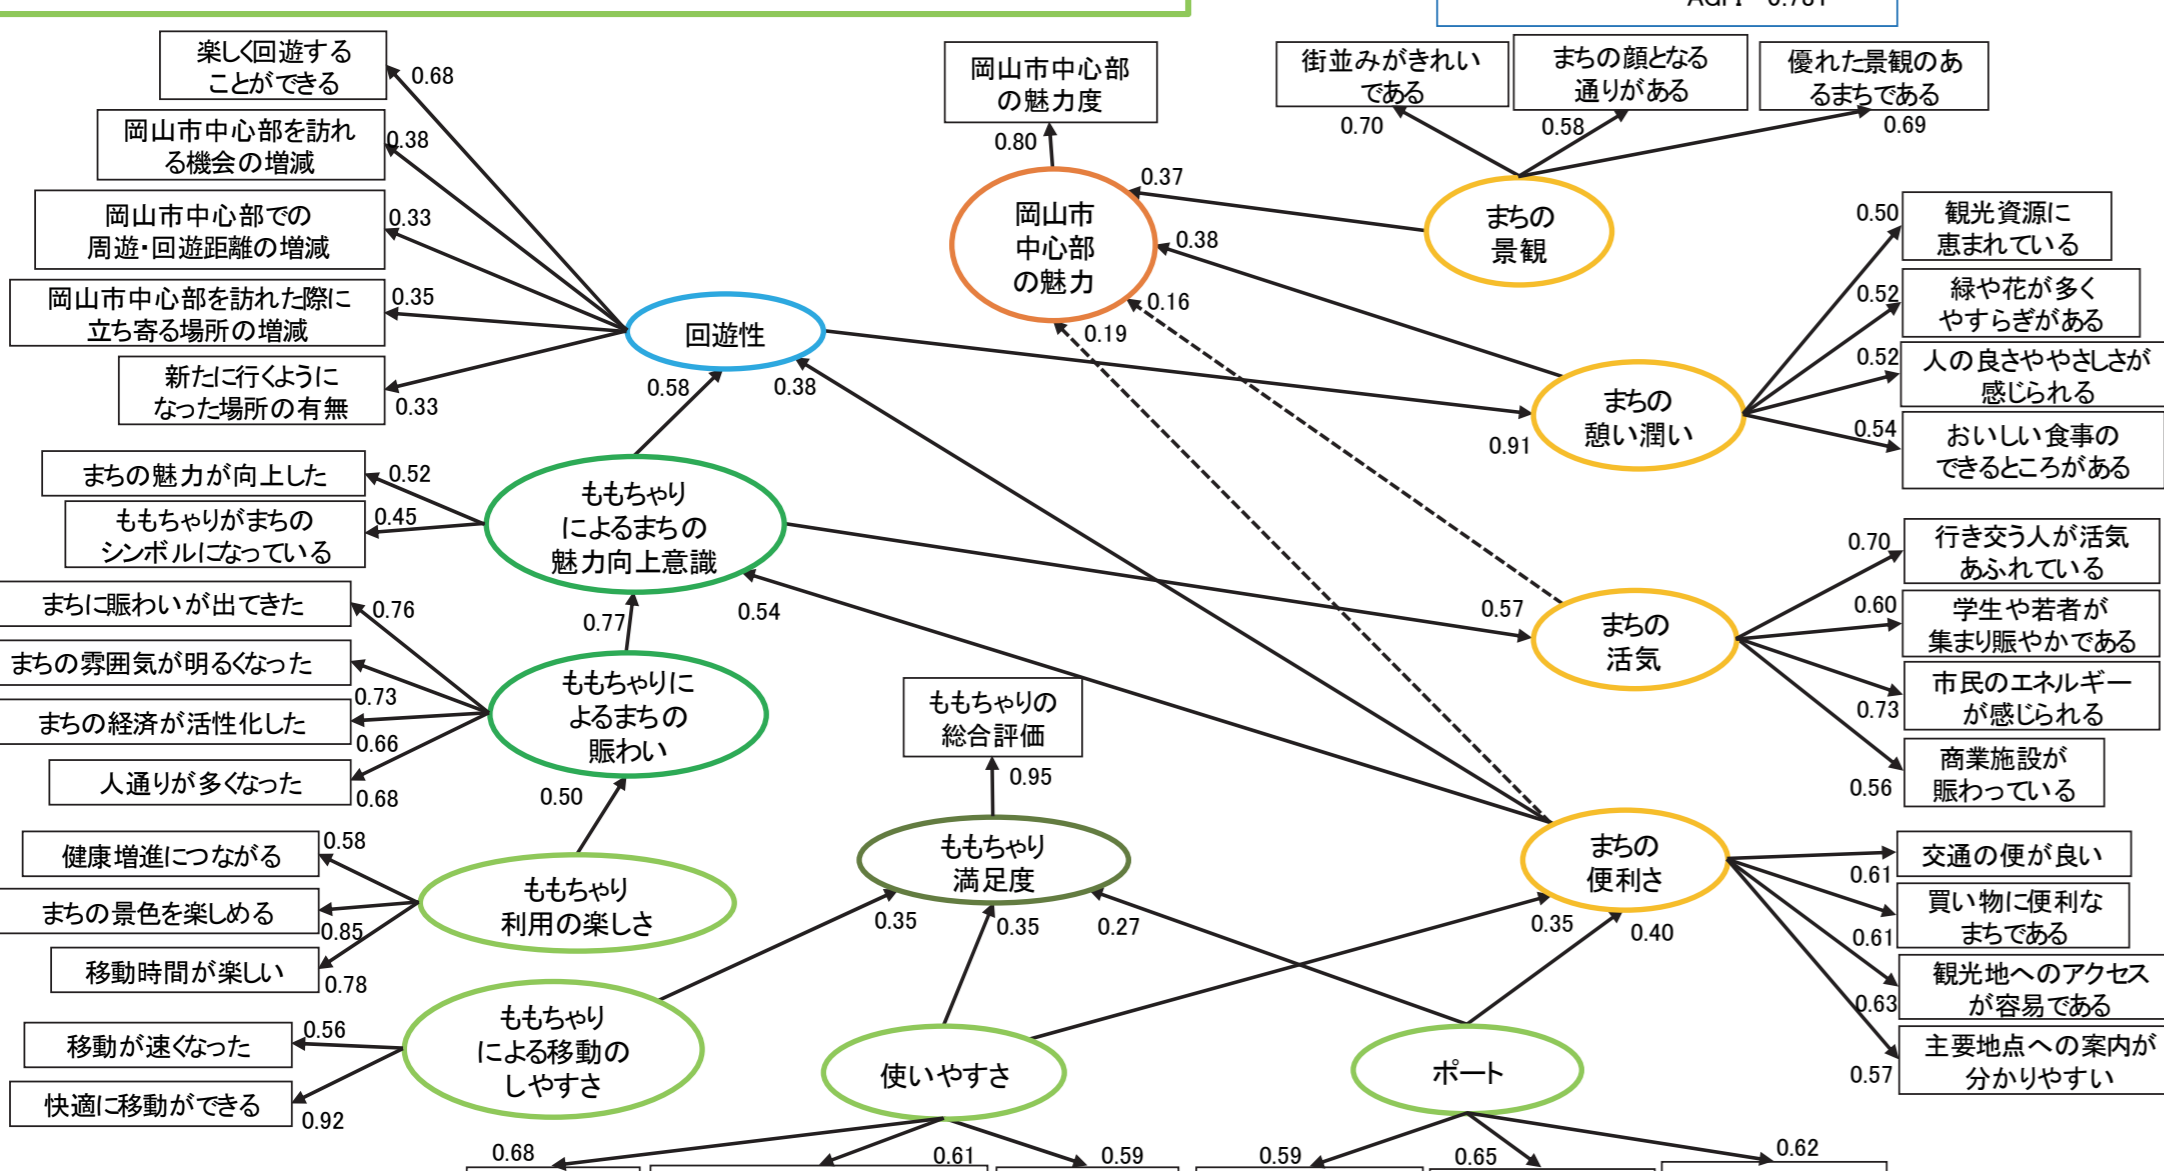 楽しく回遊する
ことができる
0.68
岡山市中心部を訪れ
る機会の増減
0.38
岡山市中心部での
周遊・回遊距離の増減
0.33
岡山市中心部を訪れた際に
立ち寄る場所の増減
0.35
新たに行くように
なった場所の有無
0.33
回遊性
0.58
0.38
まちの魅力が向上した
0.52
ももちゃりがまちの
シンボルになっている
0.45
ももちゃり
によるまちの
魅力向上意識
0.77
0.54
まちに賑わいが出てきた
0.76
まちの雰囲気が明るくなった
0.73
まちの経済が活性化した
0.66
人通りが多くなった
0.68
ももちゃりに
よるまちの
賑わい
0.50
健康増進につながる
0.58
まちの景色を楽しめる
0.85
移動時間が楽しい
0.78
ももちゃり
利用の楽しさ
移動が速くなった
0.56
快適に移動ができる
0.92
ももちゃり
による移動の
しやすさ
岡山市中心部
の魅力度
0.80
岡山市
中心部
の魅力
0.37
0.38
0.16
0.19
街並みがきれい
である
0.70
まちの顔となる
通りがある
0.58
優れた景観のあ
るまちである
0.69
まちの
景観
観光資源に
恵まれている
0.50
緑や花が多く
やすらぎがある
0.52
人の良さややさしさが
感じられる
0.52
おいしい食事の
できるところがある
0.54
まちの
憩い潤い
0.91
行き交う人が活気
あふれている
0.70
学生や若者が
集まり賑やかである
0.60
市民のエネルギー
が感じられる
0.73
商業施設が
賑わっている
0.56
まちの
活気
0.57
ももちゃりの
総合評価
0.95
ももちゃり
満足度
0.35
0.35
0.27
まちの
便利さ
0.35
0.40
交通の便が良い
0.61
買い物に便利な
まちである
0.61
観光地へのアクセス
が容易である
0.63
主要地点への案内が
分かりやすい
0.57
使いやすさ
0.68
0.61
0.59
ポート
0.59
0.65
0.62